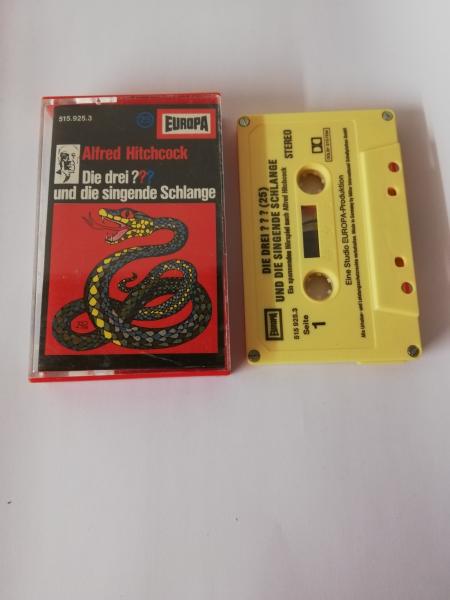 515.925.3
25
EUROPA
Alfred Hitchcock
Die drei ???
und die singende Schlange
EUROPA
DIE DREI ? ? ? (25)
UND DIE SINGENDE SCHLANGE
Ein spannendes Hörspiel nach Alfred Hitchcock
STEREO
515 925.3
Seite
1
Eine Studio EUROPA-Produktion